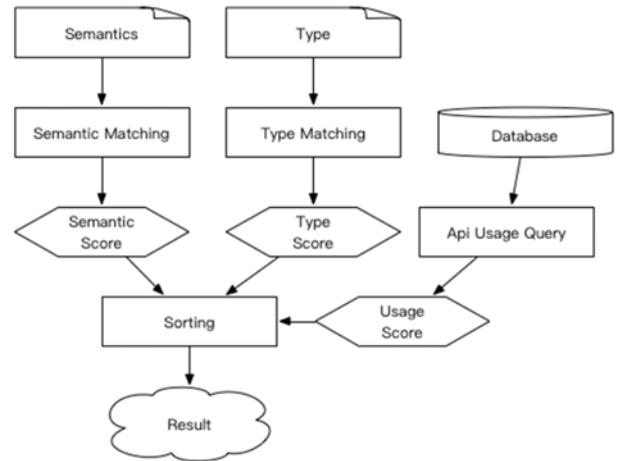 Semantics
Type
Semantic Matching
Type Matching
Database
Semantic
Score
Type
Score
Api Usage Query
Sorting
Usage
Score
Result